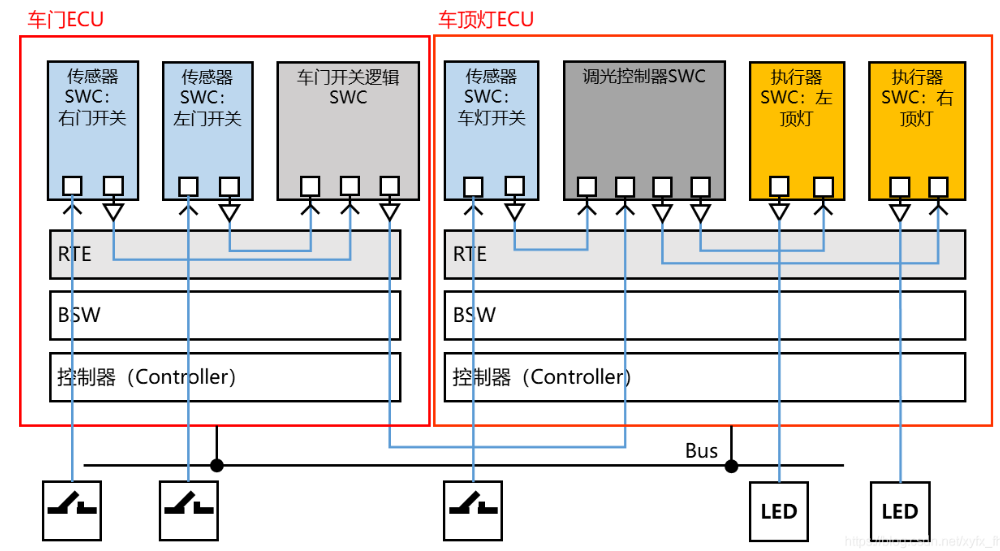 车门ECU
车顶灯ECU
传感器
SWC：
右门开关
传感器
SWC：
左门开关
车门开关逻辑
SWC
传感器
SWC：
车灯开关
调光控制器SWC
执行器
SWC：左
顶灯
执行器
SWC：右
顶灯
RTE
RTE
BSW
BSW
控制器（Controller）
控制器（Controller）
Bus
LED
LED